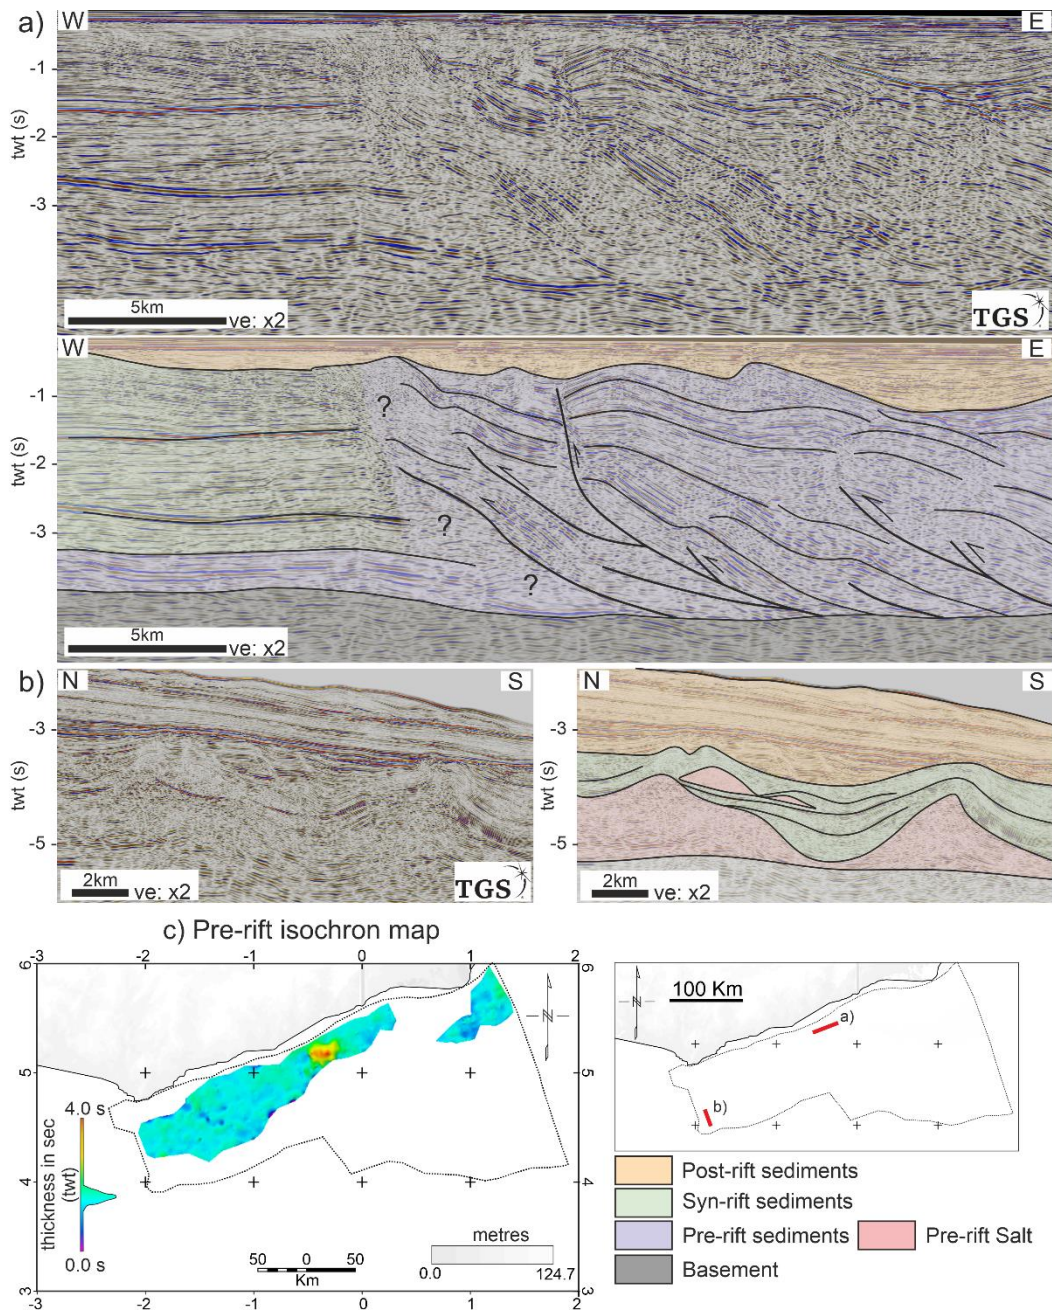 a)
W
E
-1
-2
-3
twt (s)
5km
ve: x2
TGS
W
E
-1
-2
-3
twt (s)
?
?
?
5km
ve: x2
b)
N
S
-3
-5
twt (s)
2km
ve: x2
TGS
N
S
-3
-5
twt (s)
2km
ve: x2
c) Pre-rift isochron map
-3 -2 -1 0 1 2
6
5
4
3
N
4.0 s
thickness in sec
(twt)
0.0 s
50 0 50
Km
metres
0.0 124.7
-3 -2 -1 0 1 2
6
5
4
3
N
100 Km
a)
b)
Post-rift sediments
Syn-rift sediments
Pre-rift sediments
Pre-rift Salt
Basement